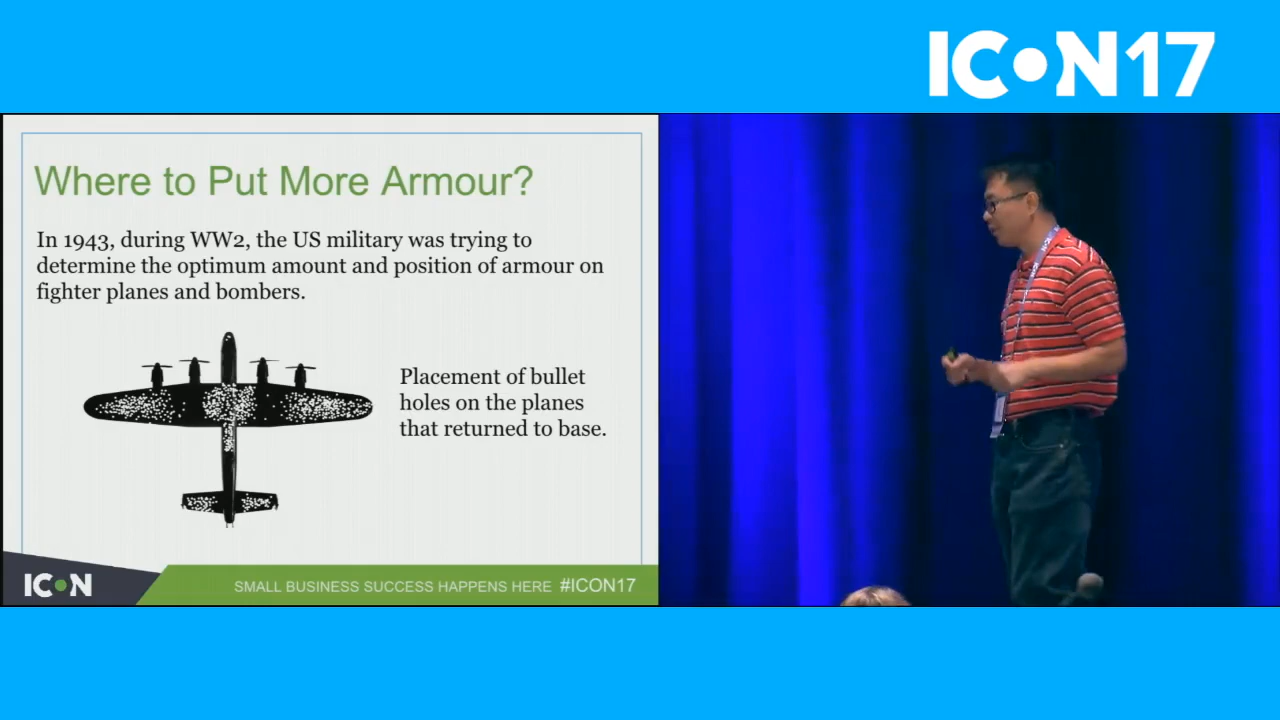 ICON17
Where to Put More Armour?
In 1943, during WW2, the US military was trying to
determine the optimum amount and position of armour on
fighter planes and bombers.
Placement of bullet
holes on the planes
that returned to base.
ICON
SMALL BUSINESS SUCCESS HAPPENS HERE #ICON17